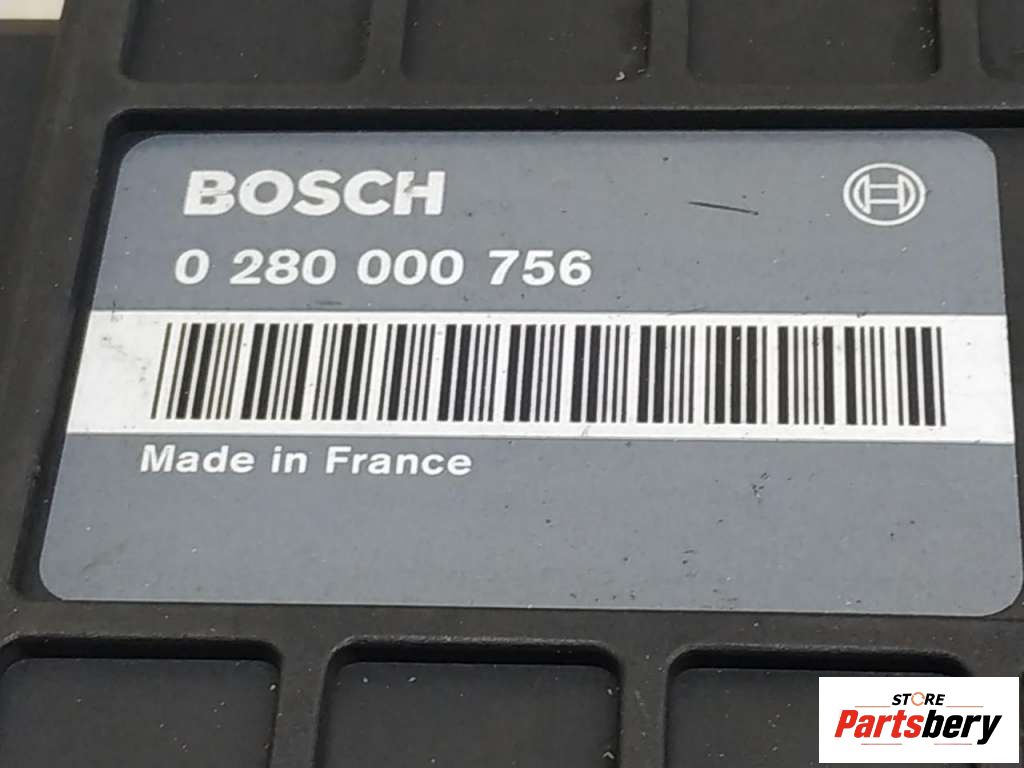 BOSCH
0 280 000 756
Made in France
STORE
Partsbery